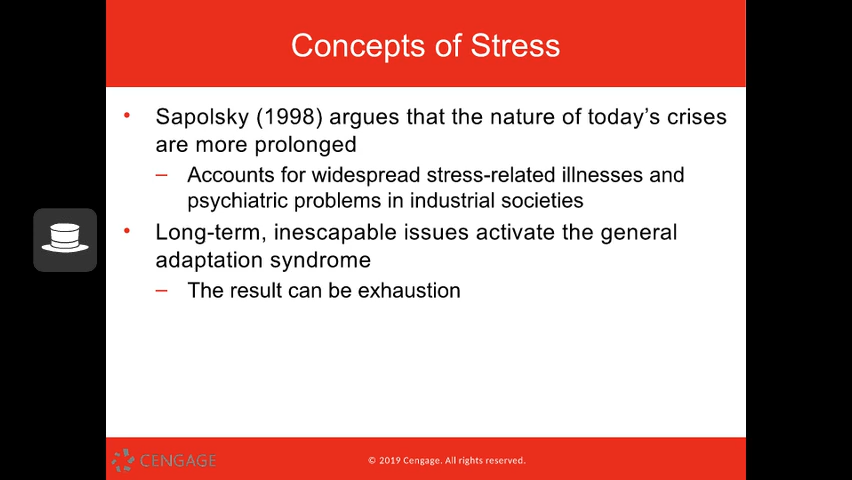 Concepts of Stress
• Sapolsky (1998) argues that the nature of today’s crises
are more prolonged
– Accounts for widespread stress-related illnesses and
psychiatric problems in industrial societies
• Long-term, inescapable issues activate the general
adaptation syndrome
– The result can be exhaustion
CENGAGE
© 2019 Cengage. All rights reserved.